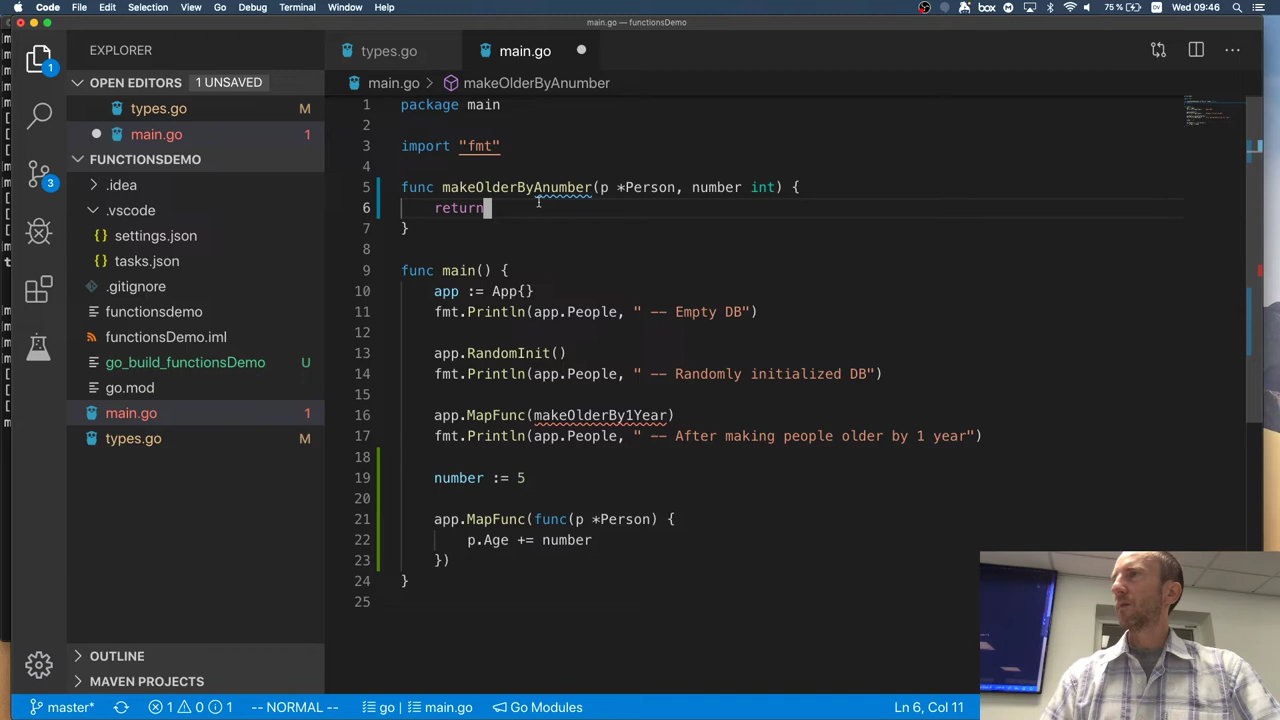 Code File Edit Selection View Go Debug Terminal Window Help box 75% DV Wed 09:46
main.go — functionsDemo
EXPLORER
types.go
main.go
OPEN EDITORS 1 UNSAVED
main.go > makeOlderByAnumber
types.go M
main.go 1
FUNCTIONSDEMO
.idea
.vscode
settings.json
tasks.json
.gitignore
functionsdemo
functionsDemo.iml
go_build_functionsDemo U
go.mod
main.go 1
types.go M
OUTLINE
MAVEN PROJECTS
1
3
1 package main
2
3 import "fmt"
4
5 func makeOlderByAnumber(p *Person, number int) {
6 return
7 }
8
9 func main() {
10 app := App{}
11 fmt.Println(app.People, " -- Empty DB")
12
13 app.RandomInit()
14 fmt.Println(app.People, " -- Randomly initialized DB")
15
16 app.MapFunc(makeOlderBy1Year)
17 fmt.Println(app.People, " -- After making people older by 1 year")
18
19 number := 5
20
21 app.MapFunc(func(p *Person) {
22 p.Age += number
23 })
24 }
25
master* 1 0 1 -- NORMAL -- go | main.go Go Modules Ln 6, Col 11